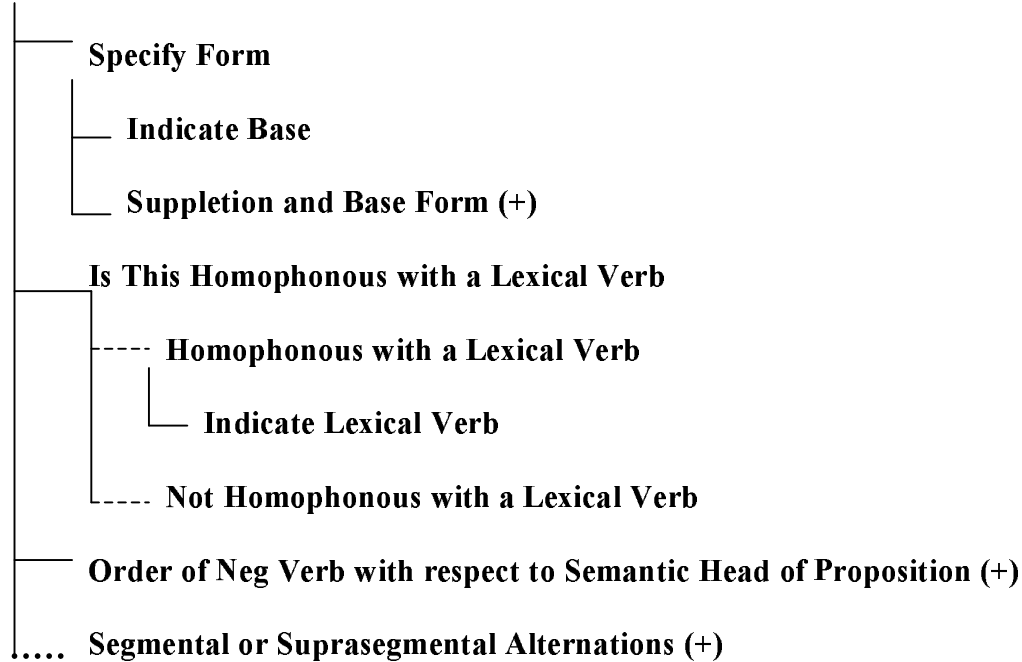 Specify Form
Indicate Base
Suppletion and Base Form (+)
Is This Homophonous with a Lexical Verb
Homophonous with a Lexical Verb
Indicate Lexical Verb
Not Homophonous with a Lexical Verb
Order of Neg Verb with respect to Semantic Head of Proposition (+)
Segmental or Suprasegmental Alternations (+)